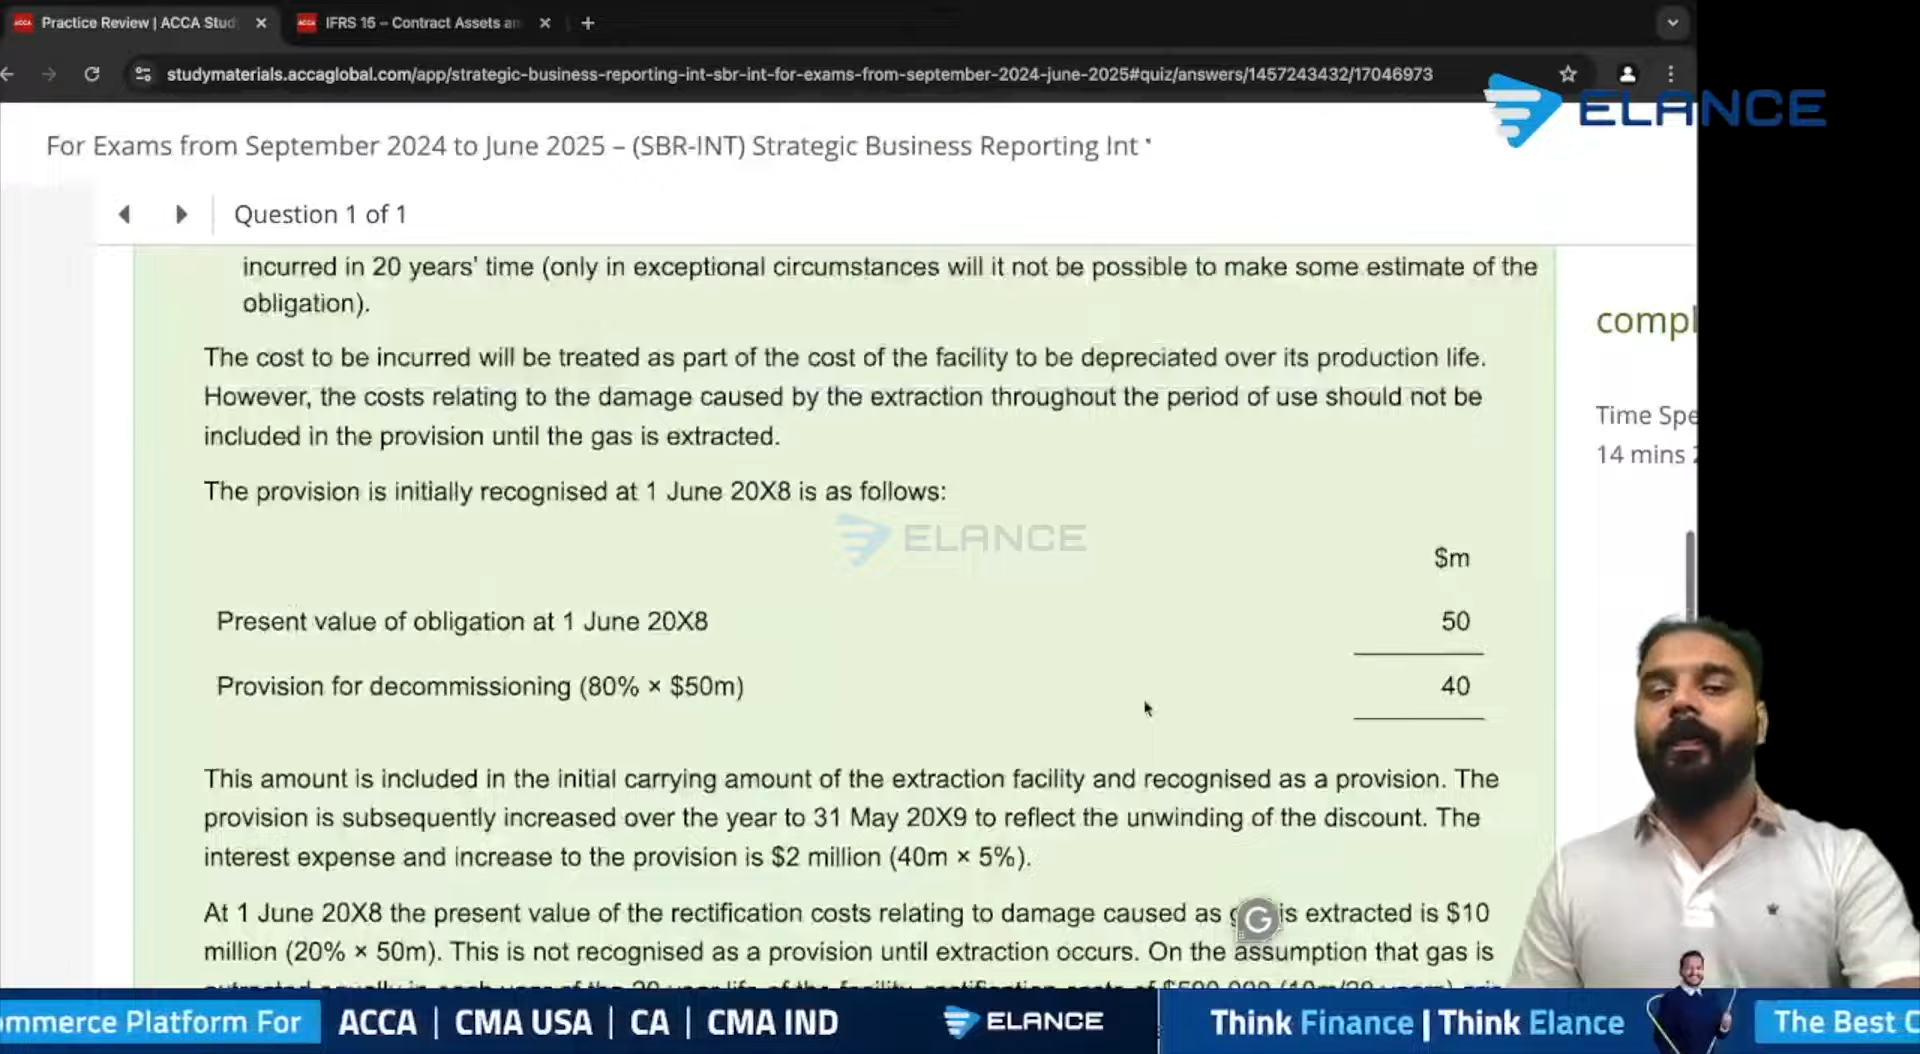 Practice Review | ACCA Stud
IFRS 15 – Contract Assets an
studymaterials.accaglobal.com/app/strategic-business-reporting-int-sbr-int-for-exams-from-september-2024-june-2025#quiz/answers/1457243432/17046973
ELANCE
For Exams from September 2024 to June 2025 – (SBR-INT) Strategic Business Reporting Int
Question 1 of 1
incurred in 20 years' time (only in exceptional circumstances will it not be possible to make some estimate of the
obligation).
The cost to be incurred will be treated as part of the cost of the facility to be depreciated over its production life.
However, the costs relating to the damage caused by the extraction throughout the period of use should not be
included in the provision until the gas is extracted.
The provision is initially recognised at 1 June 20X8 is as follows:
ELANCE
$m
Present value of obligation at 1 June 20X8 50
Provision for decommissioning (80% × $50m) 40
This amount is included in the initial carrying amount of the extraction facility and recognised as a provision. The
provision is subsequently increased over the year to 31 May 20X9 to reflect the unwinding of the discount. The
interest expense and increase to the provision is $2 million (40m × 5%).
At 1 June 20X8 the present value of the rectification costs relating to damage caused as is extracted is $10
million (20% × 50m). This is not recognised as a provision until extraction occurs. On the assumption that gas is
compl
Time Spe
14 mins
ommerce Platform For
ACCA | CMA USA | CA | CMA IND
ELANCE
Think Finance | Think Elance
The Best C